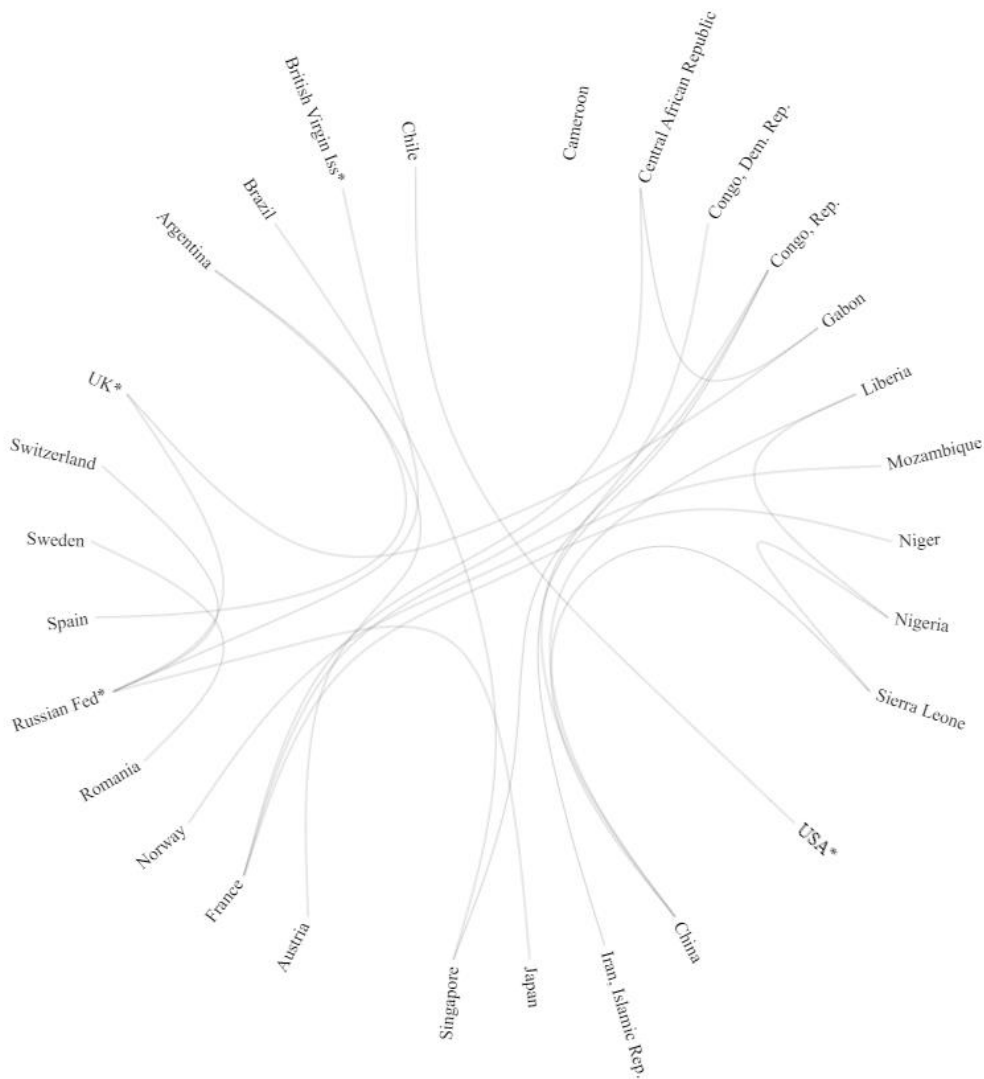 Central African Republic
Cameroon
Chile
British Virgin Iss*
Brazil
Argentina
UK*
Switzerland
Sweden
Spain
Russian Fed*
Romania
Norway
France
Austria
Singapore
Japan
Iran, Islamic Rep.
China
USA*
Sierra Leone
Nigeria
Niger
Mozambique
Liberia
Gabon
Congo, Rep.
Congo, Dem. Rep.